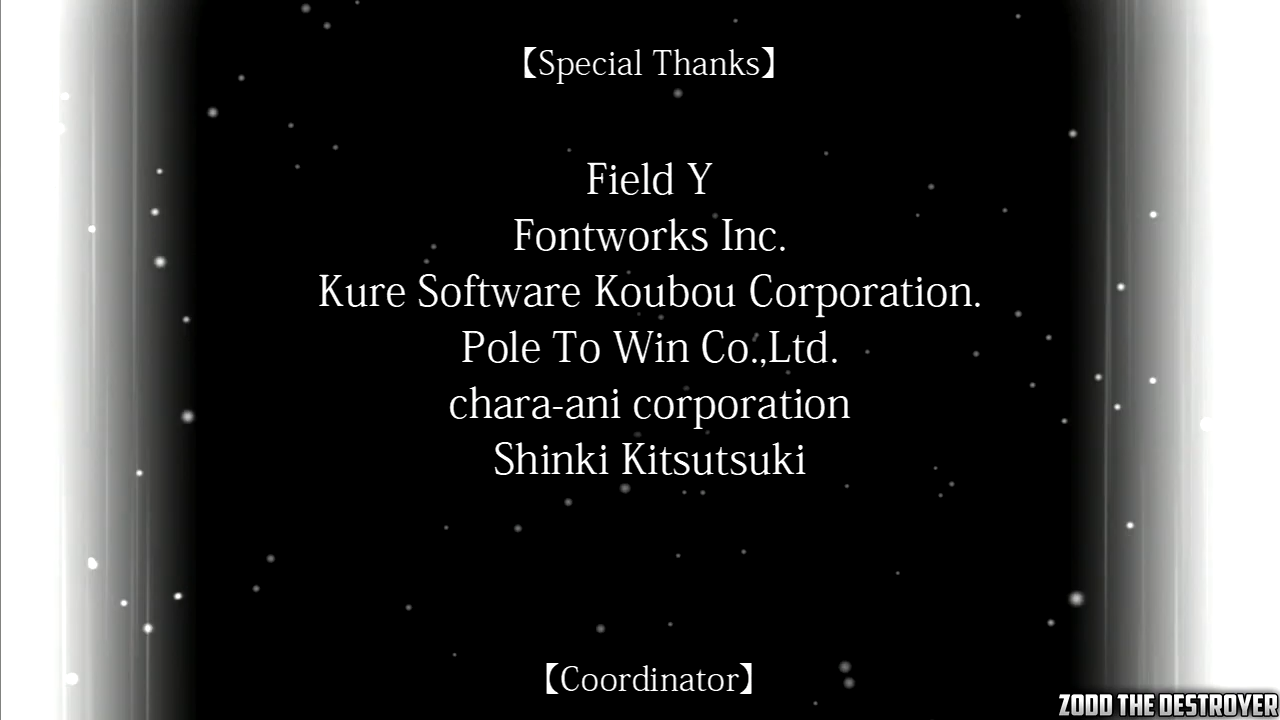 【Special Thanks】
Field Y
Fontworks Inc.
Kure Software Koubou Corporation.
Pole To Win Co.,Ltd.
chara-ani corporation
Shinki Kitsutsuki
【Coordinator】
ZODD THE DESTROYER